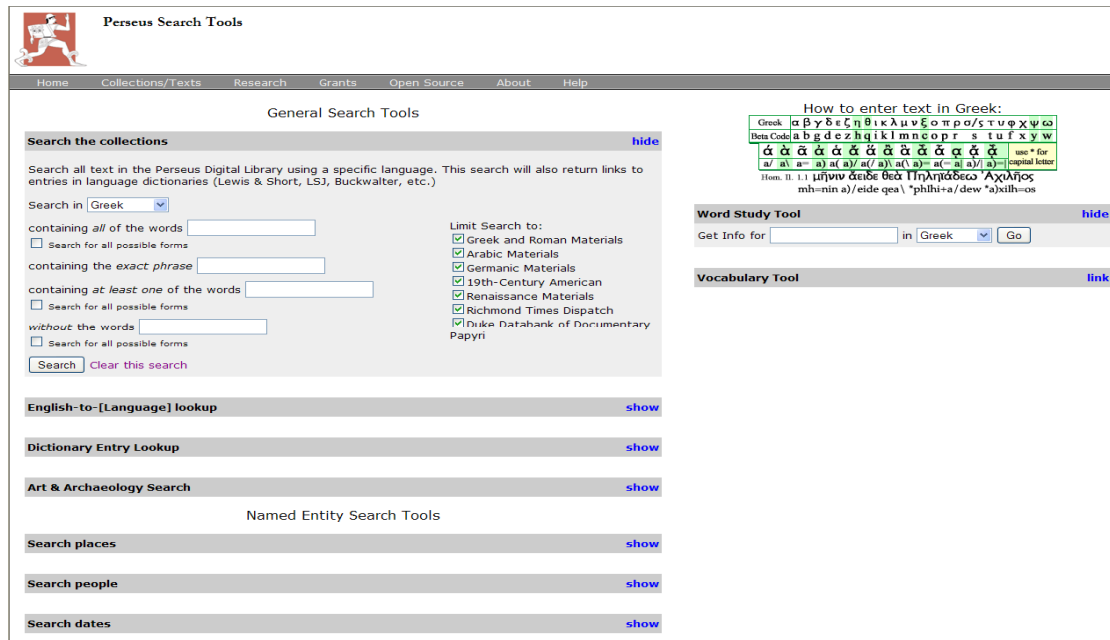 Perseus Search Tools
Home Collections/Texts Research Grants Open Source About Help
General Search Tools
Search the collections hide
Search all text in the Perseus Digital Library using a specific language. This search will also return links to
entries in language dictionaries (Lewis & Short, LSJ, Buckwalter, etc.)
Search in Greek
containing all of the words
Search for all possible forms
containing the exact phrase
containing at least one of the words
Search for all possible forms
without the words
Search for all possible forms
Search Clear this search
Limit Search to:
Greek and Roman Materials
Arabic Materials
Germanic Materials
19th-Century American
Renaissance Materials
Richmond Times Dispatch
Duke Databank of Documentary
Papyri
English-to-[Language] lookup show
Dictionary Entry Lookup show
Art & Archaeology Search show
Named Entity Search Tools
Search places show
Search people show
Search dates show
How to enter text in Greek:
Greek α β γ δ ε ζ η θ ι κ λ μ ν ξ ο π ρ σ/ς τ υ φ χ ψ ω
Beta Code a b g d e z h q i k l m n c o p r s t u f x y w
ά ὰ ᾶ ἀ ἁ ἄ ἅ ἂ ἃ ἆ ἇ ᾳ ᾴ ᾆ use * for
a/ a\ a= a) a( a)/ a(/ a)\ a(\ a)= a(= a| a)/| a)=| capital letter
Hom. Il. 1.1 μῆνιν ἄειδε θεὰ Πηληϊάδεω Ἀχιλῆος
mh=nin a)/eide qea\ *phlhi+a/dew *a)xilh=os
Word Study Tool hide
Get Info for in Greek Go
Vocabulary Tool link